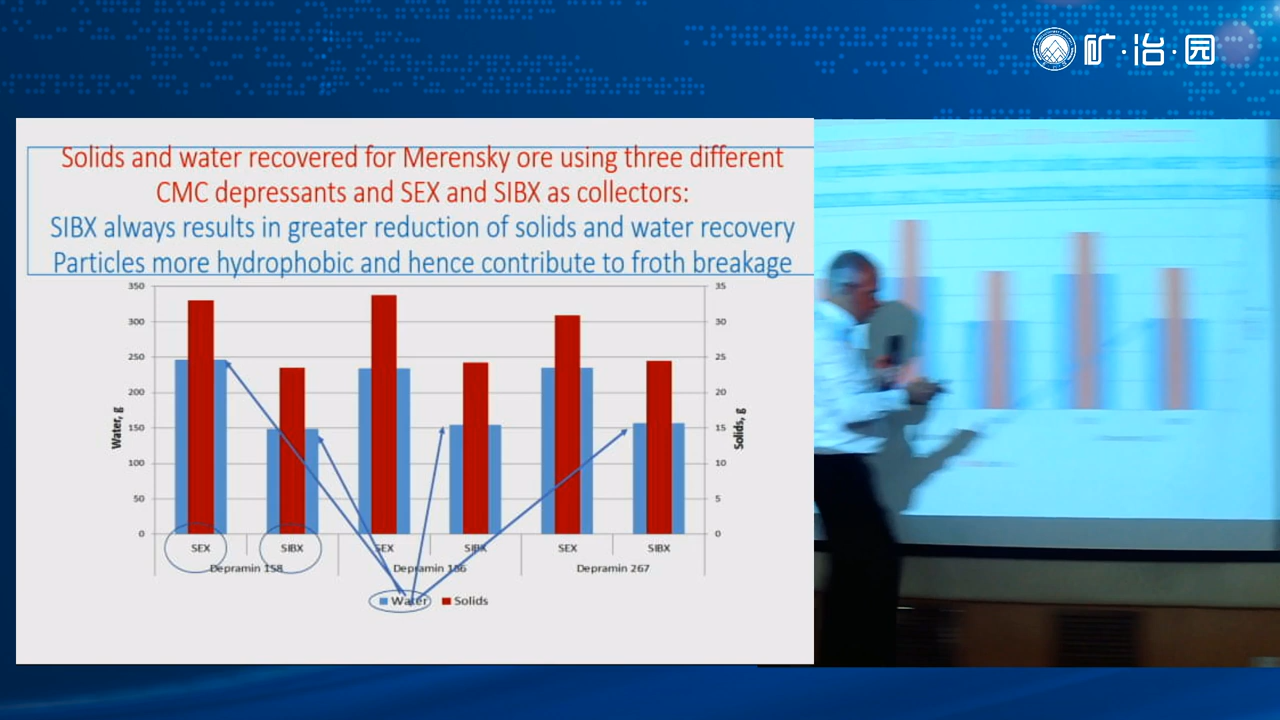 矿·冶·园
Solids and water recovered for Merensky ore using three different
CMC depressants and SEX and SIBX as collectors:
SIBX always results in greater reduction of solids and water recovery
Particles more hydrophobic and hence contribute to froth breakage
350
300
250
200
150
100
50
0
Water, g
35
30
25
20
15
10
5
0
Solids, g
SEX SIBX SEX SIBX SEX SIBX
Depramin 158 Depramin 186 Depramin 267
Water Solids